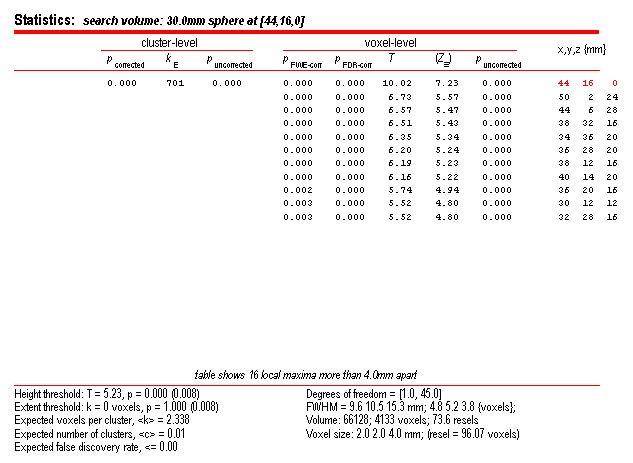 Statistics: search volume: 30.0mm sphere at [44,16,0]
cluster-level voxel-level x,y,z {mm}
p corrected k E p uncorrected p FWE-corr p FDR-corr T (Z≡) p uncorrected
0.000 701 0.000 0.000 0.000 10.02 7.23 0.000 44 16 0
0.000 0.000 6.73 5.57 0.000 50 2 24
0.000 0.000 6.57 5.47 0.000 44 6 28
0.000 0.000 6.51 5.43 0.000 38 32 16
0.000 0.000 6.35 5.34 0.000 34 36 20
0.000 0.000 6.20 5.24 0.000 36 28 20
0.000 0.000 6.19 5.23 0.000 38 12 16
0.000 0.000 6.16 5.22 0.000 40 14 20
0.002 0.000 5.74 4.94 0.000 36 20 16
0.003 0.000 5.52 4.80 0.000 30 12 12
0.003 0.000 5.52 4.80 0.000 32 28 16
table shows 16 local maxima more than 4.0mm apart
Height threshold: T = 5.23, p = 0.000 (0.008)
Extent threshold: k = 0 voxels, p = 1.000 (0.008)
Expected voxels per cluster, <k> = 2.338
Expected number of clusters, <c> = 0.01
Expected false discovery rate, <= 0.00
Degrees of freedom = [1.0, 45.0]
FWHM = 9.6 10.5 15.3 mm; 4.8 5.2 3.8 {voxels};
Volume: 66128; 4133 voxels; 73.6 resels
Voxel size: 2.0 2.0 4.0 mm; (resel = 96.07 voxels)